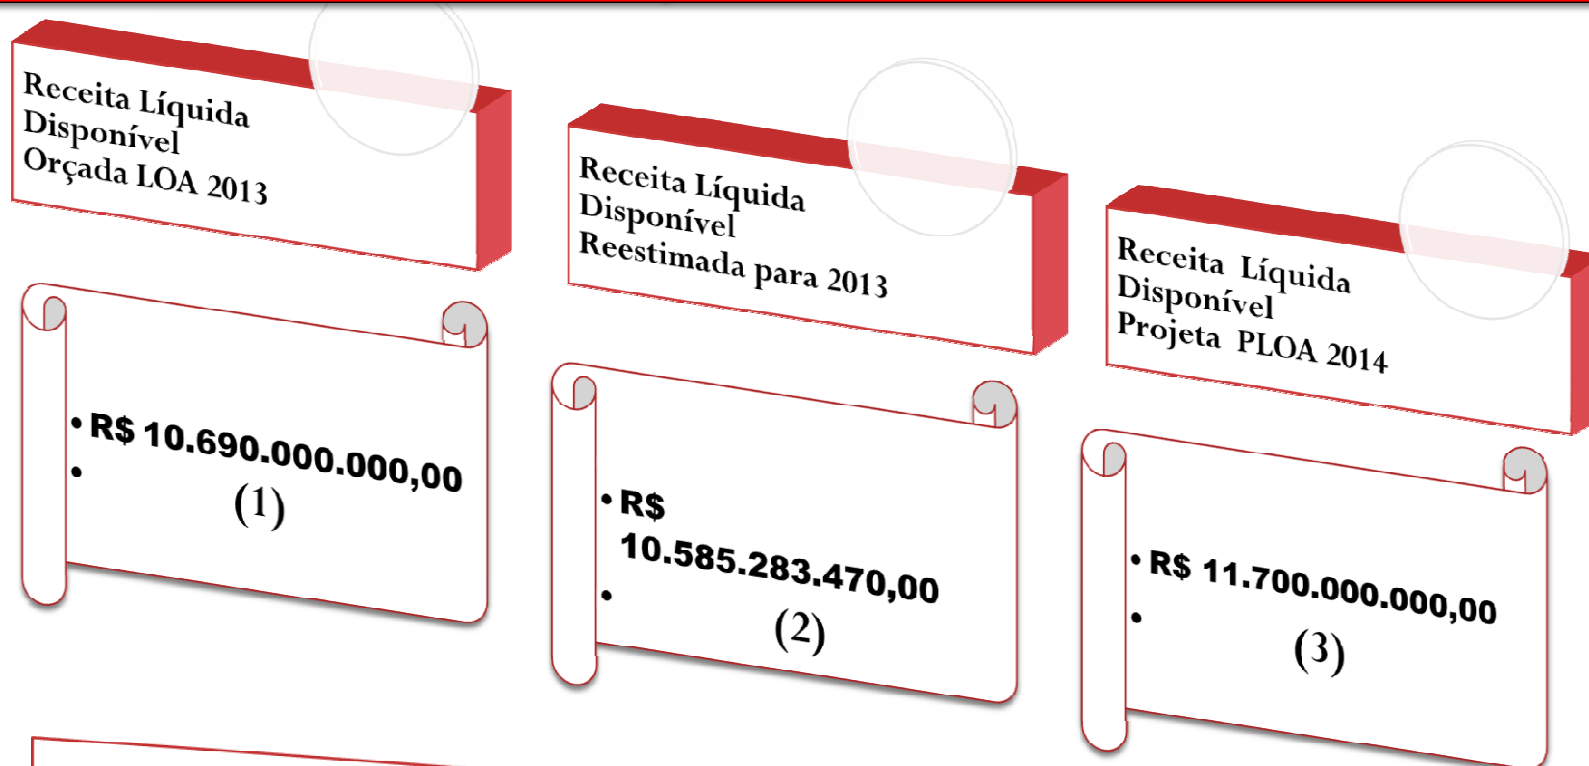 Receita Líquida
Disponível
Orçada LOA 2013
Receita Líquida
Disponível
Reestimada para 2013
Receita Líquida
Disponível
Projeta PLOA 2014
• R$ 10.690.000.000,00
•
(1)
• R$
10.585.283.470,00
•
(2)
• R$ 11.700.000.000,00
•
(3)